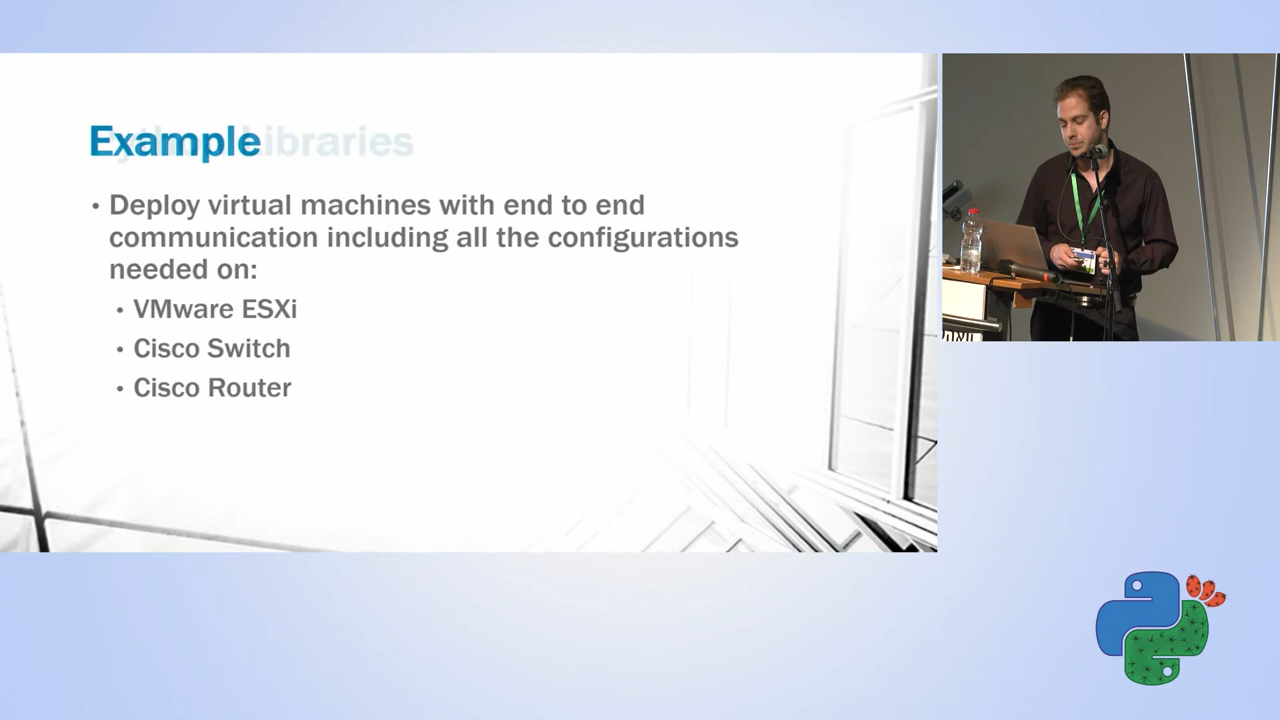 Example
• Deploy virtual machines with end to end
communication including all the configurations
needed on:
• VMware ESXi
• Cisco Switch
• Cisco Router